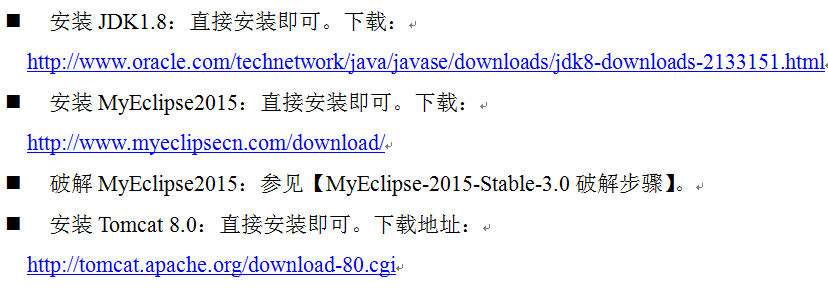 ■ 安装 JDK1.8：直接安装即可。下载：
http://www.oracle.com/technetwork/java/javase/downloads/jdk8-downloads-2133151.html
■ 安装 MyEclipse2015：直接安装即可。下载：
http://www.myeclipsecn.com/download/
■ 破解 MyEclipse2015：参见【MyEclipse-2015-Stable-3.0 破解步骤】。
■ 安装 Tomcat 8.0：直接安装即可。下载地址：
http://tomcat.apache.org/download-80.cgi